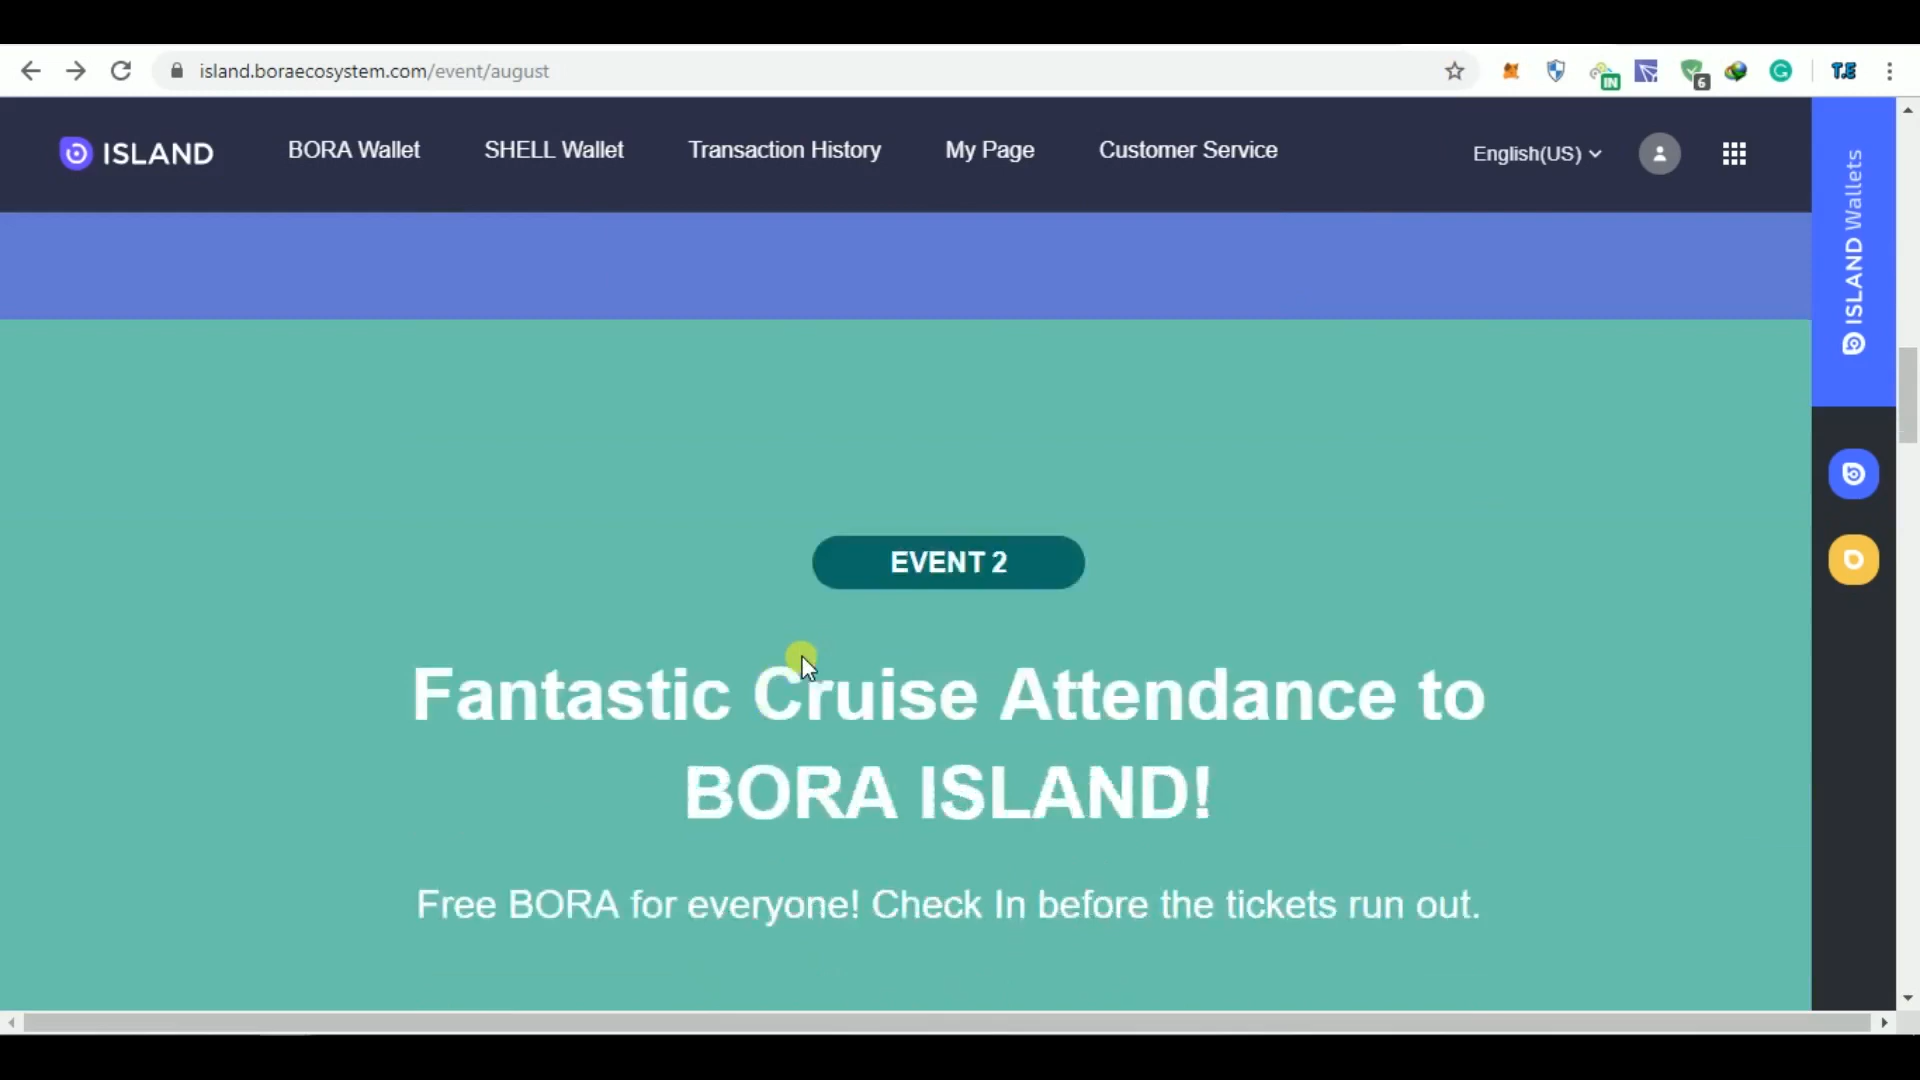 island.boraecosystem.com/event/august
IN
6
T.E
ISLAND
BORA Wallet
SHELL Wallet
Transaction History
My Page
Customer Service
English(US)
ISLAND Wallets
EVENT 2
Fantastic Cruise Attendance to
BORA ISLAND!
Free BORA for everyone! Check In before the tickets run out.